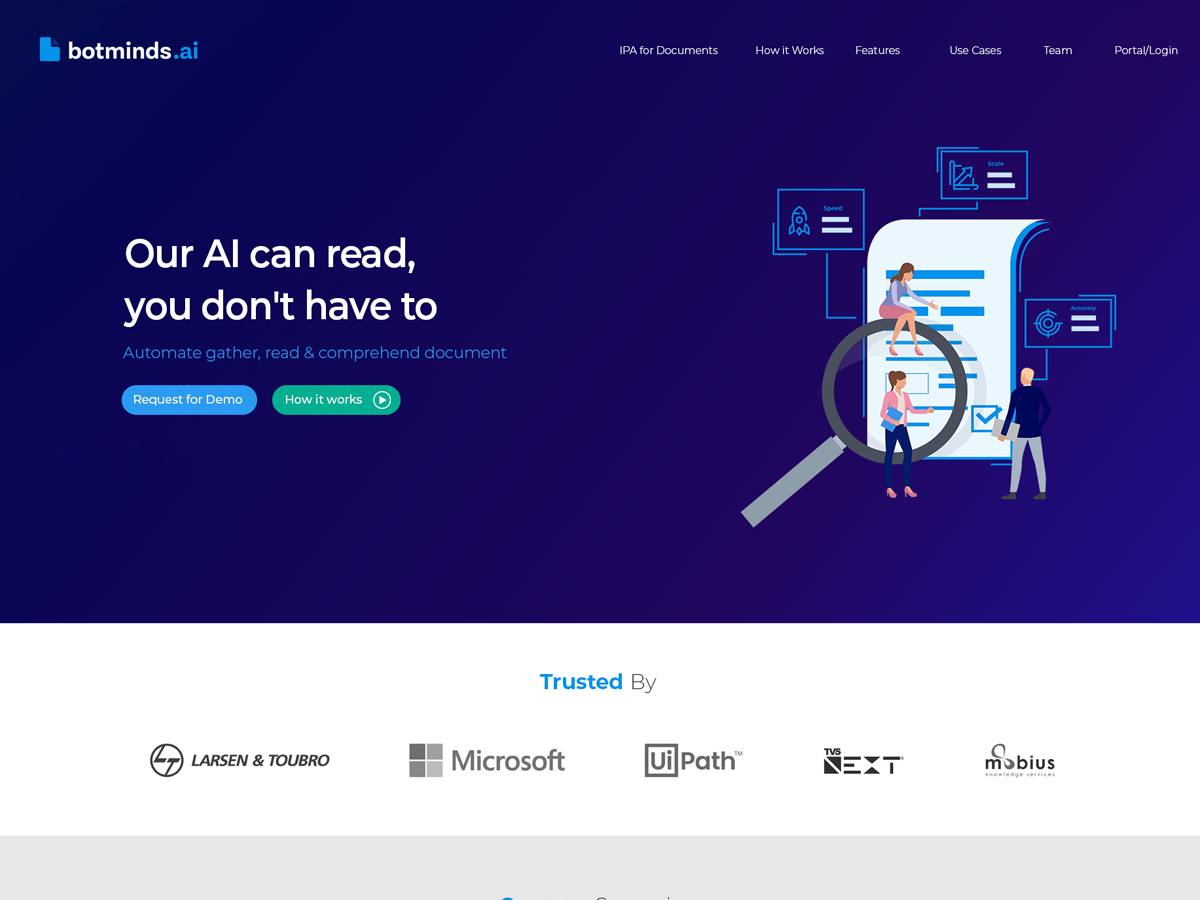 botminds.ai
IPA for Documents
How it Works
Features
Use Cases
Team
Portal/Login
Scale
Speed
Accuracy
Our AI can read,
you don't have to
Automate gather, read & comprehend document
Request for Demo
How it works
Trusted By
LARSEN & TOUBRO
Microsoft
UiPath™
TVS
NEXT
mobius
knowledge services